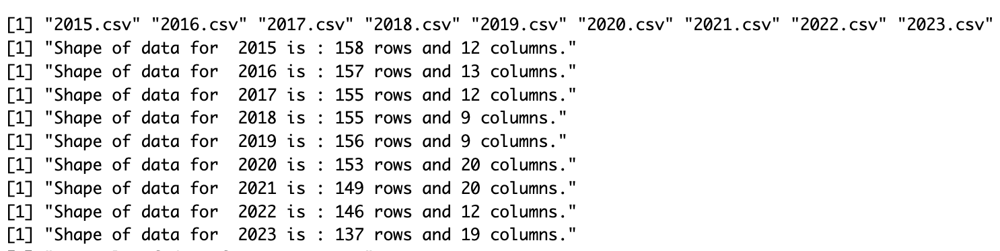 [1] "2015.csv" "2016.csv" "2017.csv" "2018.csv" "2019.csv" "2020.csv" "2021.csv" "2022.csv" "2023.csv"
[1] "Shape of data for  2015 is : 158 rows and 12 columns."
[1] "Shape of data for  2016 is : 157 rows and 13 columns."
[1] "Shape of data for  2017 is : 155 rows and 12 columns."
[1] "Shape of data for  2018 is : 155 rows and 9 columns."
[1] "Shape of data for  2019 is : 156 rows and 9 columns."
[1] "Shape of data for  2020 is : 153 rows and 20 columns."
[1] "Shape of data for  2021 is : 149 rows and 20 columns."
[1] "Shape of data for  2022 is : 146 rows and 12 columns."
[1] "Shape of data for  2023 is : 137 rows and 19 columns."